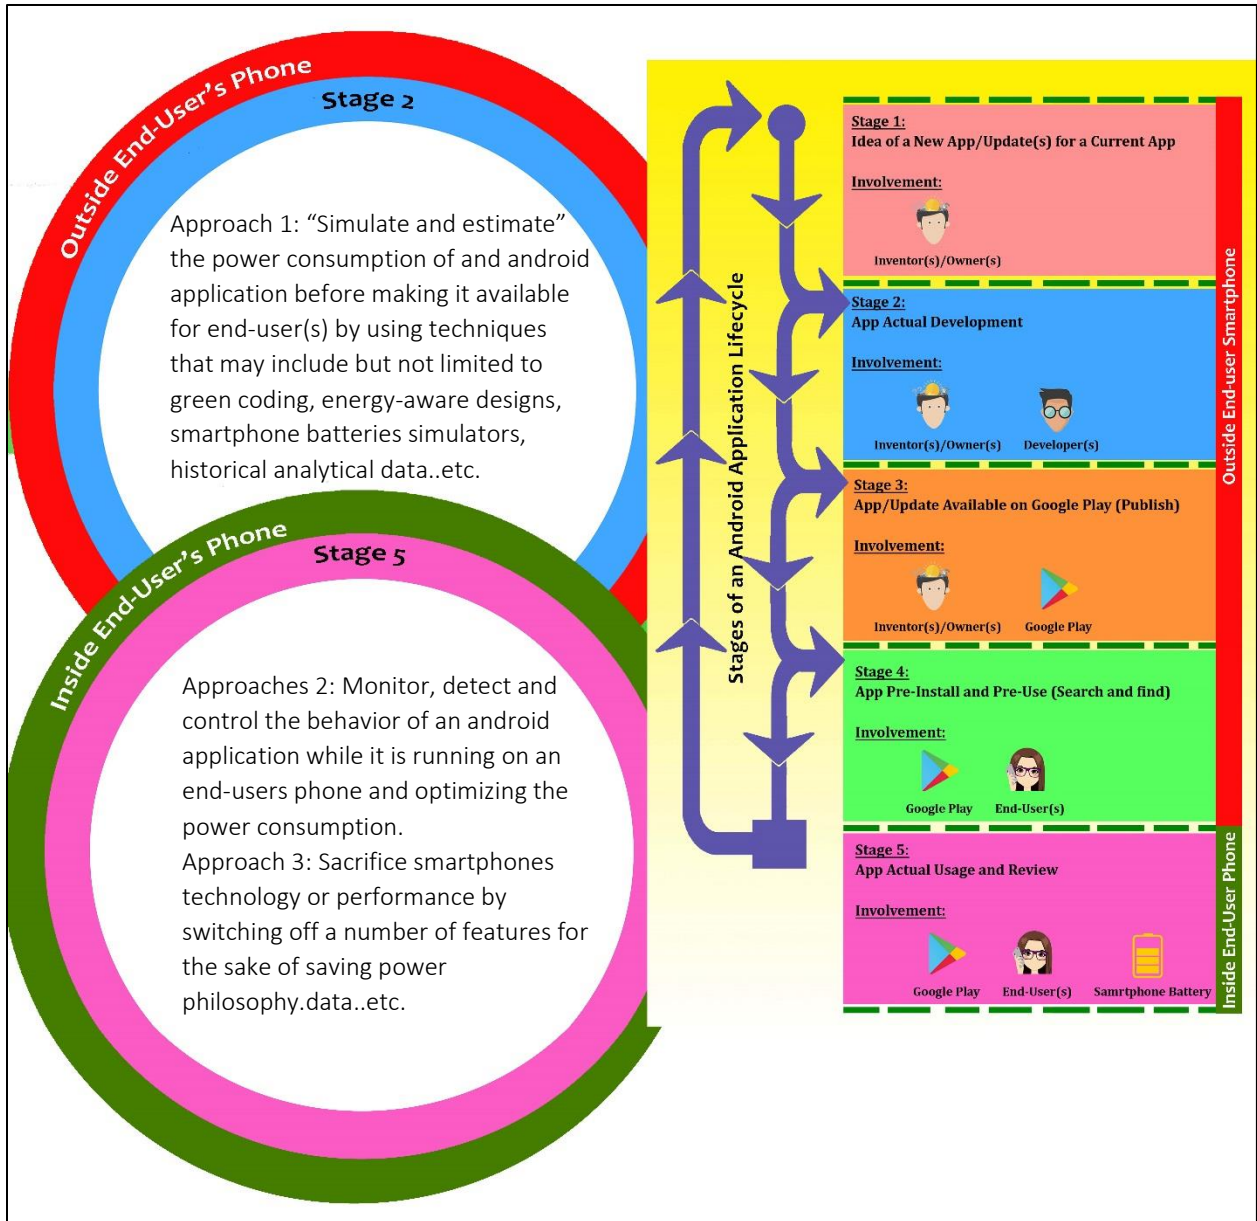 Outside End-User's Phone
Stage 2
Approach 1: “Simulate and estimate”
the power consumption of and android
application before making it available
for end-user(s) by using techniques
that may include but not limited to
green coding, energy-aware designs,
smartphone batteries simulators,
historical analytical data..etc.
Inside End-User's Phone
Stage 5
Approaches 2: Monitor, detect and
control the behavior of an android
application while it is running on an
end-users phone and optimizing the
power consumption.
Approach 3: Sacrifice smartphones
technology or performance by
switching off a number of features for
the sake of saving power
philosophy.data..etc.
Stages of an Android Application Lifecycle
Stage 1:
Idea of a New App/Update(s) for a Current App
Involvement:
Inventor(s)/Owner(s)
Stage 2:
App Actual Development
Involvement:
Inventor(s)/Owner(s) Developer(s)
Stage 3:
App/Update Available on Google Play (Publish)
Involvement:
Inventor(s)/Owner(s) Google Play
Stage 4:
App Pre-Install and Pre-Use (Search and find)
Involvement:
Google Play End-User(s)
Stage 5:
App Actual Usage and Review
Involvement:
Google Play End-User(s) Samrtphone Battery
Outside End-user Smartphone
Inside End-User Phone